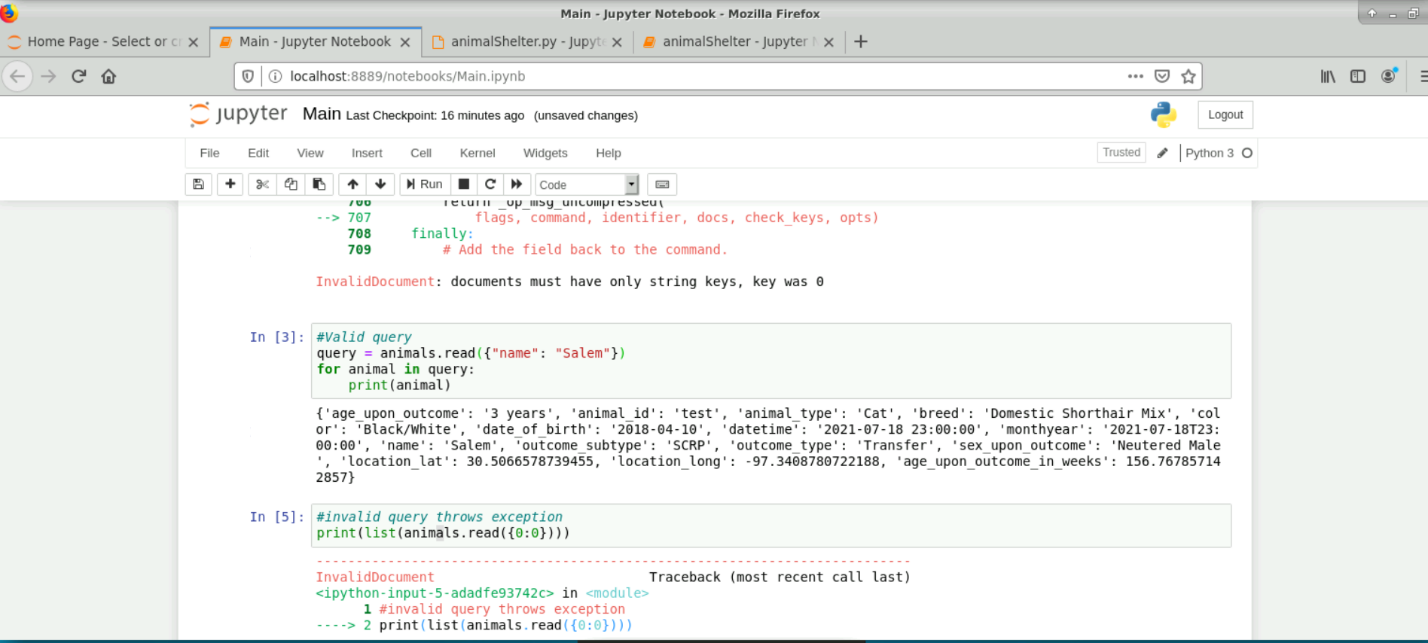 Main - Jupyter Notebook - Mozilla Firefox
Home Page - Select or c
Main - Jupyter Notebook
animalShelter.py - Jupyt
animalShelter - Jupyter
localhost:8889/notebooks/Main.ipynb
jupyter Main Last Checkpoint: 16 minutes ago (unsaved changes)
Logout
File Edit View Insert Cell Kernel Widgets Help
Trusted
Python 3
Run
Code
706 return _op_msg_uncompressed(
--> 707 flags, command, identifier, docs, check_keys, opts)
708 finally:
709 # Add the field back to the command.
InvalidDocument: documents must have only string keys, key was 0
In [3]: #Valid query
query = animals.read({"name": "Salem"})
for animal in query:
print(animal)
{'age_upon_outcome': '3 years', 'animal_id': 'test', 'animal_type': 'Cat', 'breed': 'Domestic Shorthair Mix', 'col
or': 'Black/White', 'date_of_birth': '2018-04-10', 'datetime': '2021-07-18 23:00:00', 'monthyear': '2021-07-18T23:
00:00', 'name': 'Salem', 'outcome_subtype': 'SCRP', 'outcome_type': 'Transfer', 'sex_upon_outcome': 'Neutered Male
', 'location_lat': 30.5066578739455, 'location_long': -97.3408780722188, 'age_upon_outcome_in_weeks': 156.76785714
2857}
In [5]: #invalid query throws exception
print(list(animals.read({0:0})))
---------------------------------------------------------------------------
InvalidDocument Traceback (most recent call last)
<ipython-input-5-adadfe93742c> in <module>
1 #invalid query throws exception
----> 2 print(list(animals.read({0:0})))